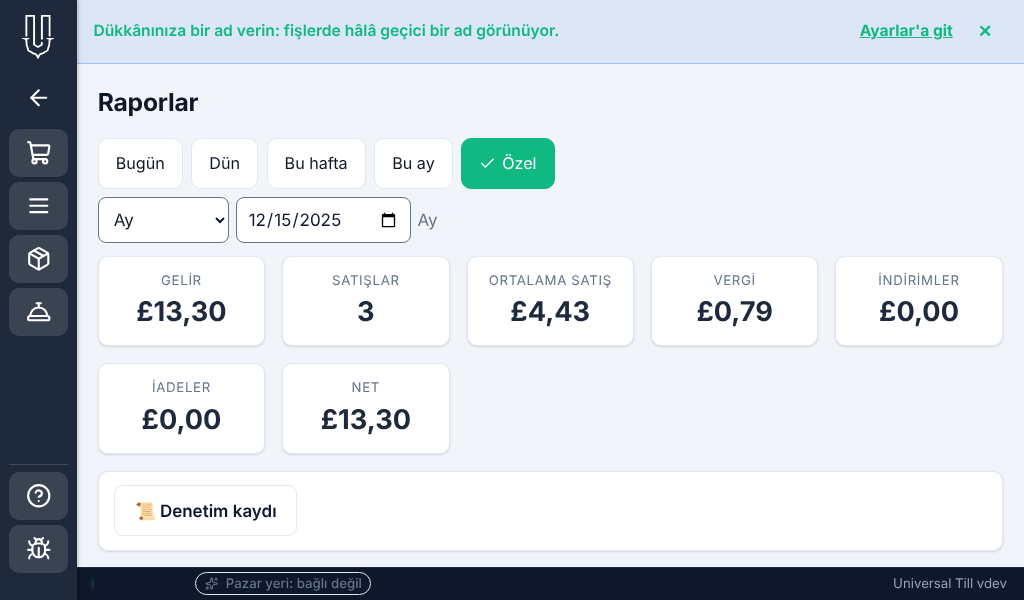 Dükkânınıza bir ad verin: fişlerde hâlâ geçici bir ad görünüyor. Ayarlar'a git ×
Raporlar
Bugün Dün Bu hafta Bu ay ✓ Özel
Ay 12/15/2025 Ay
GELİR SATIŞLAR ORTALAMA SATIŞ VERGİ İNDİRİMLER
£13,30 3 £4,43 £0,79 £0,00
İADELER NET
£0,00 £13,30
📜 Denetim kaydı
Pazar yeri: bağlı değil Universal Till vdev